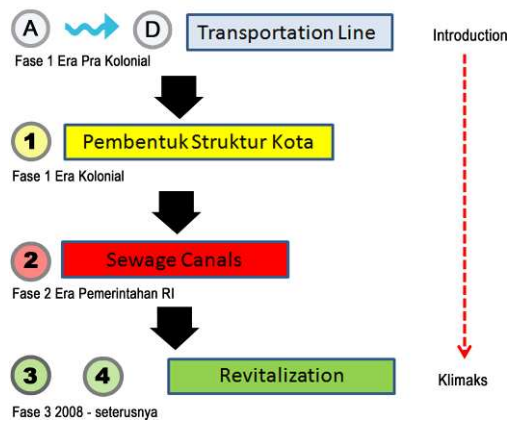 A D Transportation Line Introduction
Fase 1 Era Pra Kolonial
1 Pembentuk Struktur Kota
Fase 1 Era Kolonial
2 Sewage Canals
Fase 2 Era Pemerintahan RI
3 4 Revitalization Klimaks
Fase 3 2008 - seterusnya